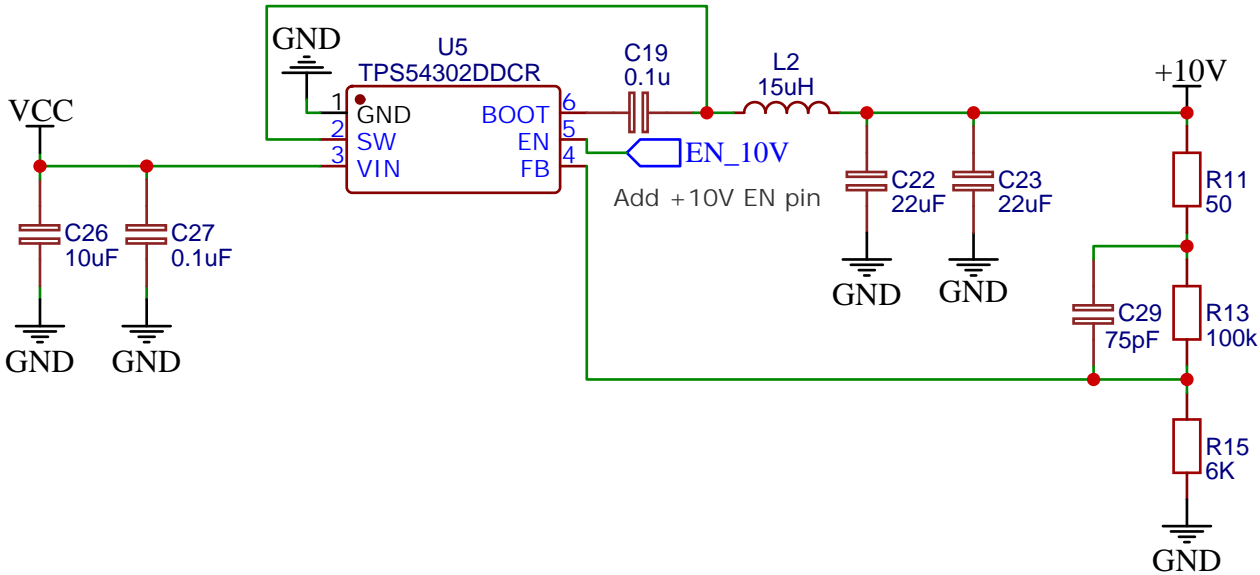 GND
U5
TPS54302DDCR
1
GND
2
SW
3
VIN
BOOT
6
EN
5
FB
4
VCC
C26
10uF
C27
0.1uF
GND
GND
C19
0.1u
L2
15uH
EN_10V
Add +10V EN pin
C22
22uF
C23
22uF
GND
GND
+10V
R11
50
C29
75pF
R13
100k
R15
6K
GND